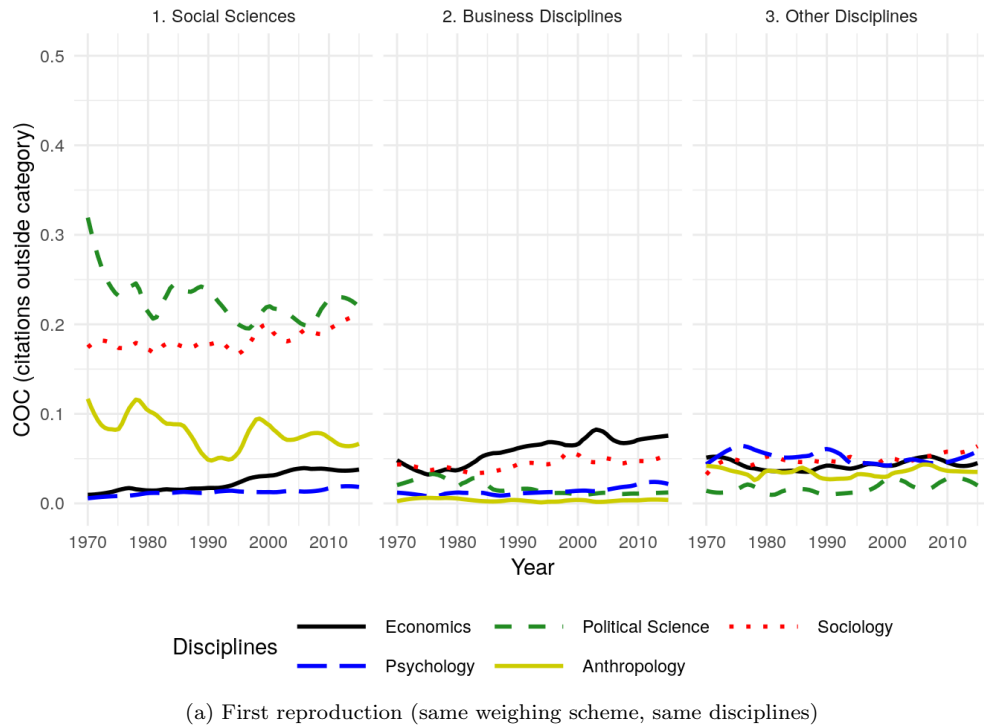 1. Social Sciences 2. Business Disciplines 3. Other Disciplines
0.5
0.4
0.3
0.2
0.1
0.0
COC (citations outside category)
1970 1980 1990 2000 2010 1970 1980 1990 2000 2010 1970 1980 1990 2000 2010
Year
Disciplines
Economics Political Science Sociology
Psychology Anthropology
(a) First reproduction (same weighing scheme, same disciplines)